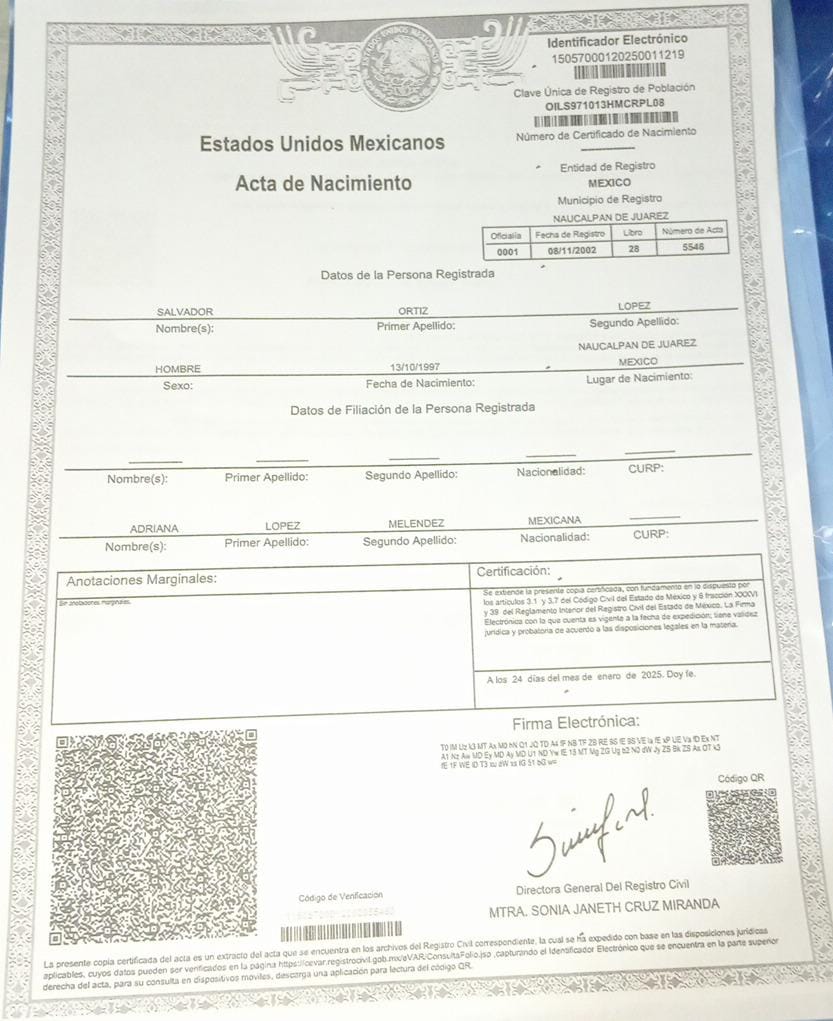 ESTADOS UNIDOS MEXICANOS
Identificador Electrónico
15057000120250011219
Clave Única de Registro de Población
OILS971013HMCRPL08
Número de Certificado de Nacimiento
Estados Unidos Mexicanos
Acta de Nacimiento
Entidad de Registro
MEXICO
Municipio de Registro
NAUCALPAN DE JUAREZ
Oficialía Fecha de Registro Libro Número de Acta
0001 08/11/2002 28 5546
Datos de la Persona Registrada
SALVADOR ORTIZ LOPEZ
Nombre(s): Primer Apellido: Segundo Apellido:
NAUCALPAN DE JUAREZ
HOMBRE 13/10/1997 MEXICO
Sexo: Fecha de Nacimiento: Lugar de Nacimiento:
Datos de Filiación de la Persona Registrada
Nombre(s): Primer Apellido: Segundo Apellido: Nacionalidad: CURP:
ADRIANA LOPEZ MELENDEZ MEXICANA
Nombre(s): Primer Apellido: Segundo Apellido: Nacionalidad: CURP:
Anotaciones Marginales:
Sin anotaciones marginales.
Certificación:
Se extiende la presente copia certificada, con fundamento en lo dispuesto por
los artículos 3.1 y 3.7 del Código Civil del Estado de México y 6 fracción XXXVI
y 39 del Reglamento Interior del Registro Civil del Estado de México. La Firma
Electrónica con la que cuenta es vigente a la fecha de expedición; tiene validez
jurídica y probatoria de acuerdo a las disposiciones legales en la materia.
A los 24 días del mes de enero de 2025. Doy fe.
Firma Electrónica:
Código QR
Directora General Del Registro Civil
MTRA. SONIA JANETH CRUZ MIRANDA
Código de Verificación
La presente copia certificada del acta es un extracto del acta que se encuentra en los archivos del Registro Civil correspondiente, la cual se ha expedido con base en las disposiciones jurídicas
aplicables, cuyos datos pueden ser verificados en la página https://cevar.registrocivil.gob.mx/eVAR/ConsultaFolio.jsp ,capturando el Identificador Electrónico que se encuentra en la parte superior
derecha del acta, para su consulta en dispositivos móviles, descarga una aplicación para lectura del código QR.